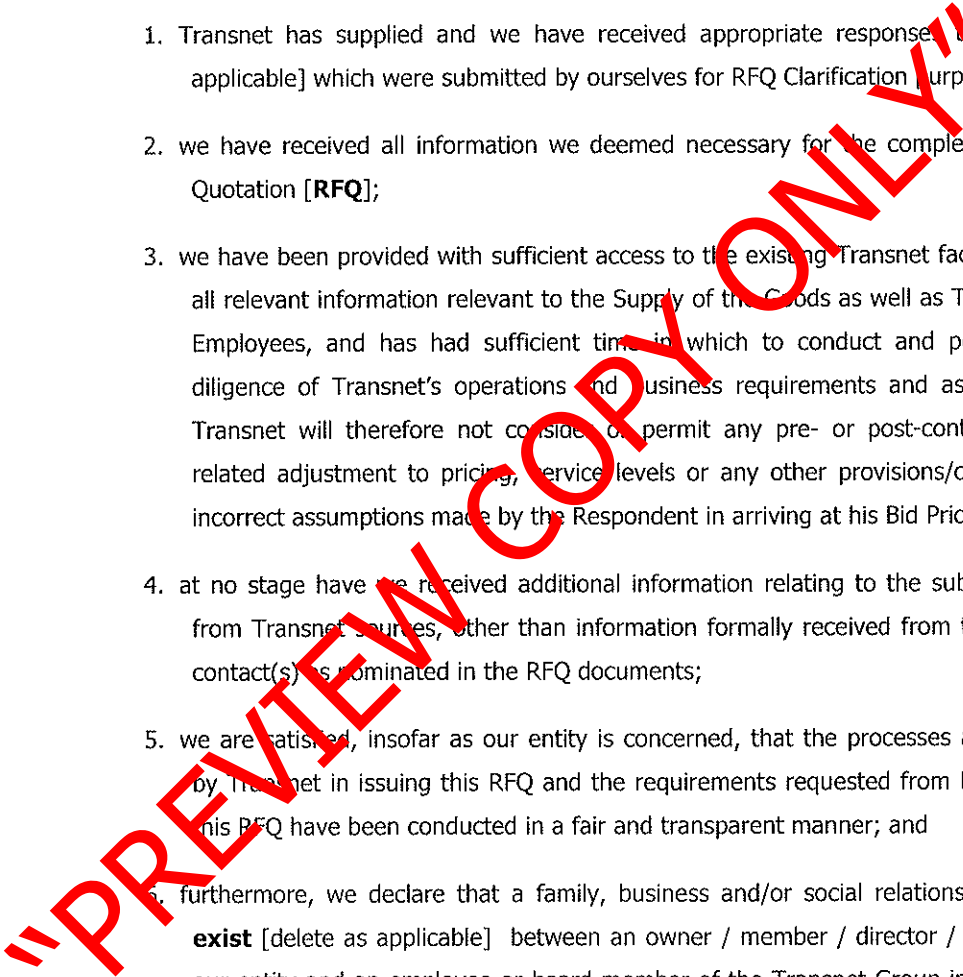 1. Transnet has supplied and we have received appropriate responses
applicable] which were submitted by ourselves for RFQ Clarification
2. we have received all information we deemed necessary for the
Quotation [RFQ];
3. we have been provided with sufficient access to the existing Transnet
all relevant information relevant to the Supply of the Goods as well as
Employees, and has had sufficient time in which to conduct and
diligence of Transnet's operations and business requirements and
Transnet will therefore not consider or permit any pre- or
related adjustment to pricing, service levels or any other
incorrect assumptions made by the Respondent in arriving at his Bid
4. at no stage have we received additional information relating to the
from Transnet sources, other than information formally received from
contact(s) as nominated in the RFQ documents;
5. we are satisfied, insofar as our entity is concerned, that the processes
by Transnet in issuing this RFQ and the requirements requested from
this RFQ have been conducted in a fair and transparent manner; and
furthermore, we declare that a family, business and/or social
exist [delete as applicable] between an owner / member / director /
"PREVIEW COPY ONLY"